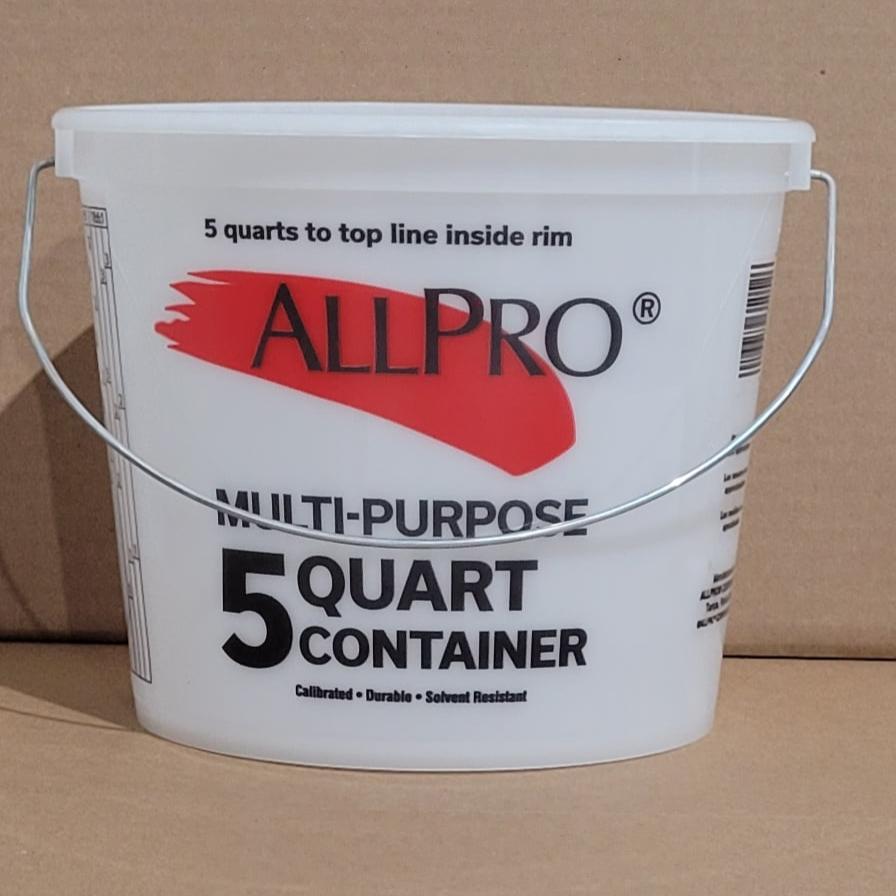 5 quarts to top line inside rim
ALLPRO®
MULTI-PURPOSE
5 QUART
CONTAINER
Calibrated • Durable • Solvent Resistant